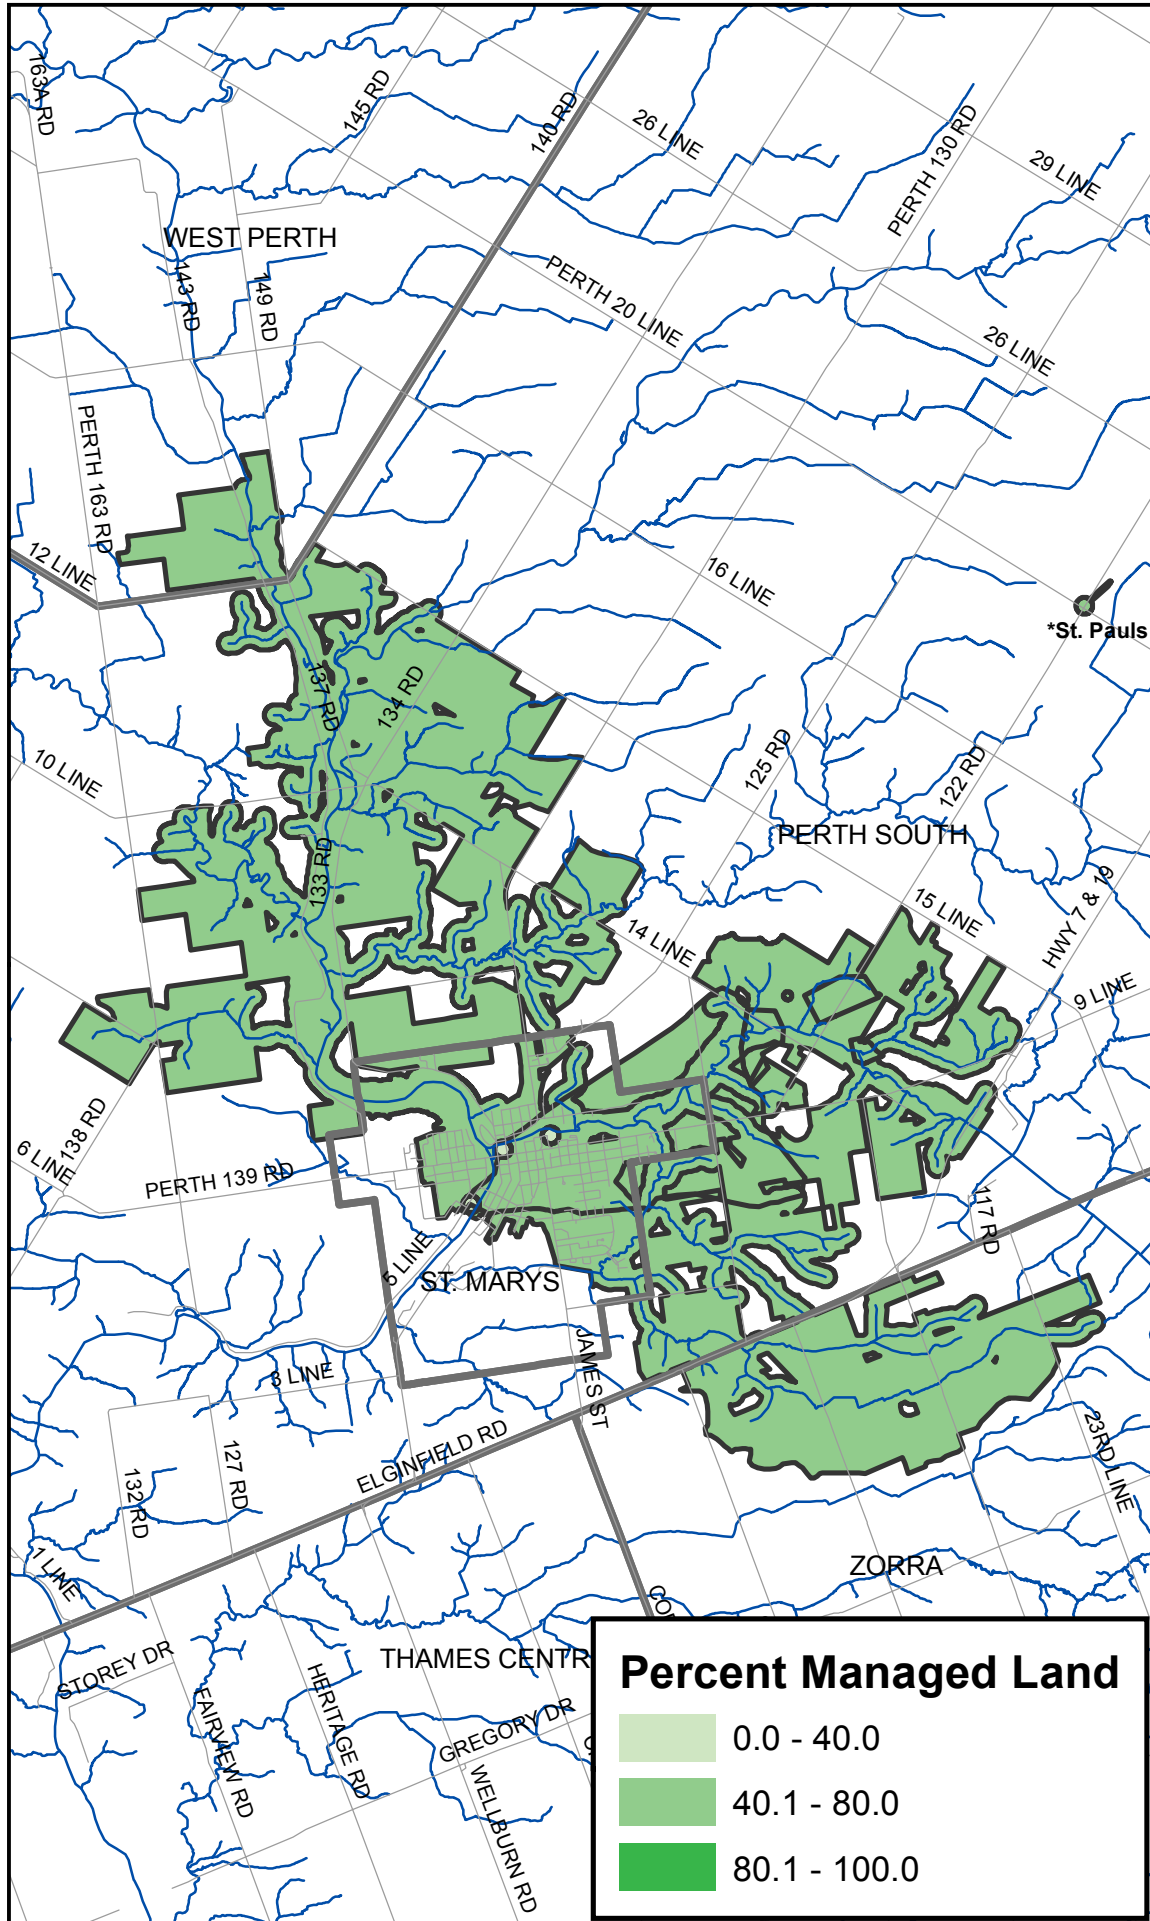 163A RD
145 RD
140 RD
26 LINE
PERTH 130 RD
29 LINE
WEST PERTH
143 RD
149 RD
PERTH 20 LINE
26 LINE
PERTH 163 RD
12 LINE
16 LINE
*St. Pauls
137 RD
134 RD
10 LINE
125 RD
122 RD
PERTH SOUTH
133 RD
14 LINE
15 LINE
HWY 7 & 19
9 LINE
138 RD
6 LINE
PERTH 139 RD
117 RD
5 LINE
ST. MARYS
JAMES ST
3 LINE
ELGINFIELD RD
23RD LINE
127 RD
132 RD
1 LINE
ZORRA
STOREY DR
THAMES CENTR
HERITAGE RD
FAIRVIEW RD
GREGORY DR
WELLBURN RD
Percent Managed Land
0.0 - 40.0
40.1 - 80.0
80.1 - 100.0